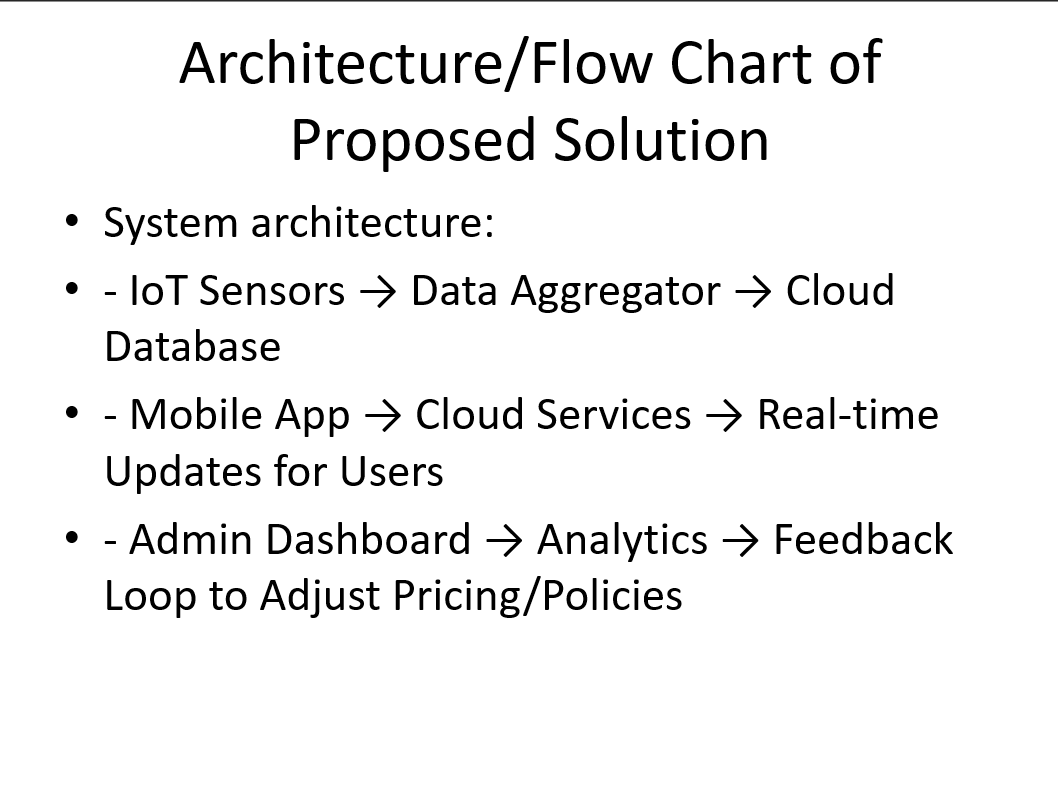 Architecture/Flow Chart of
Proposed Solution
• System architecture:
• - IoT Sensors → Data Aggregator → Cloud
Database
• - Mobile App → Cloud Services → Real-time
Updates for Users
• - Admin Dashboard → Analytics → Feedback
Loop to Adjust Pricing/Policies